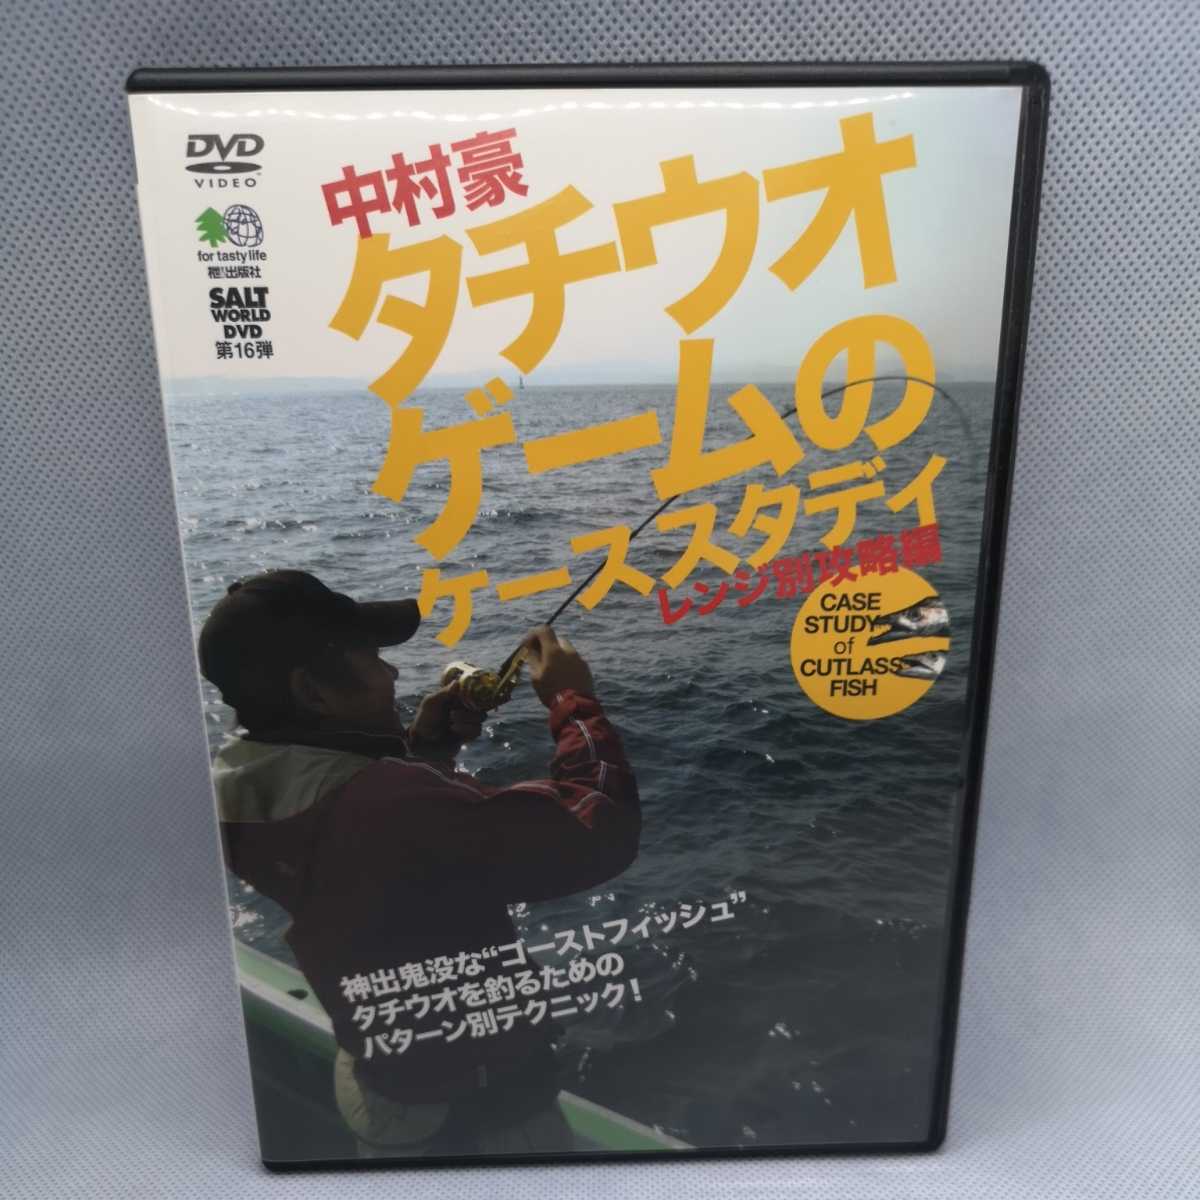 DVD
VIDEO
for tasty life
枻出版社
SALT
WORLD
DVD
第16弾
中村豪
タチウオ
ゲームの
ケーススタディ
レンジ別攻略編
CASE
STUDY
of
CUTLASS
FISH
神出鬼没な“ゴーストフィッシュ”
タチウオを釣るための
パターン別テクニック!